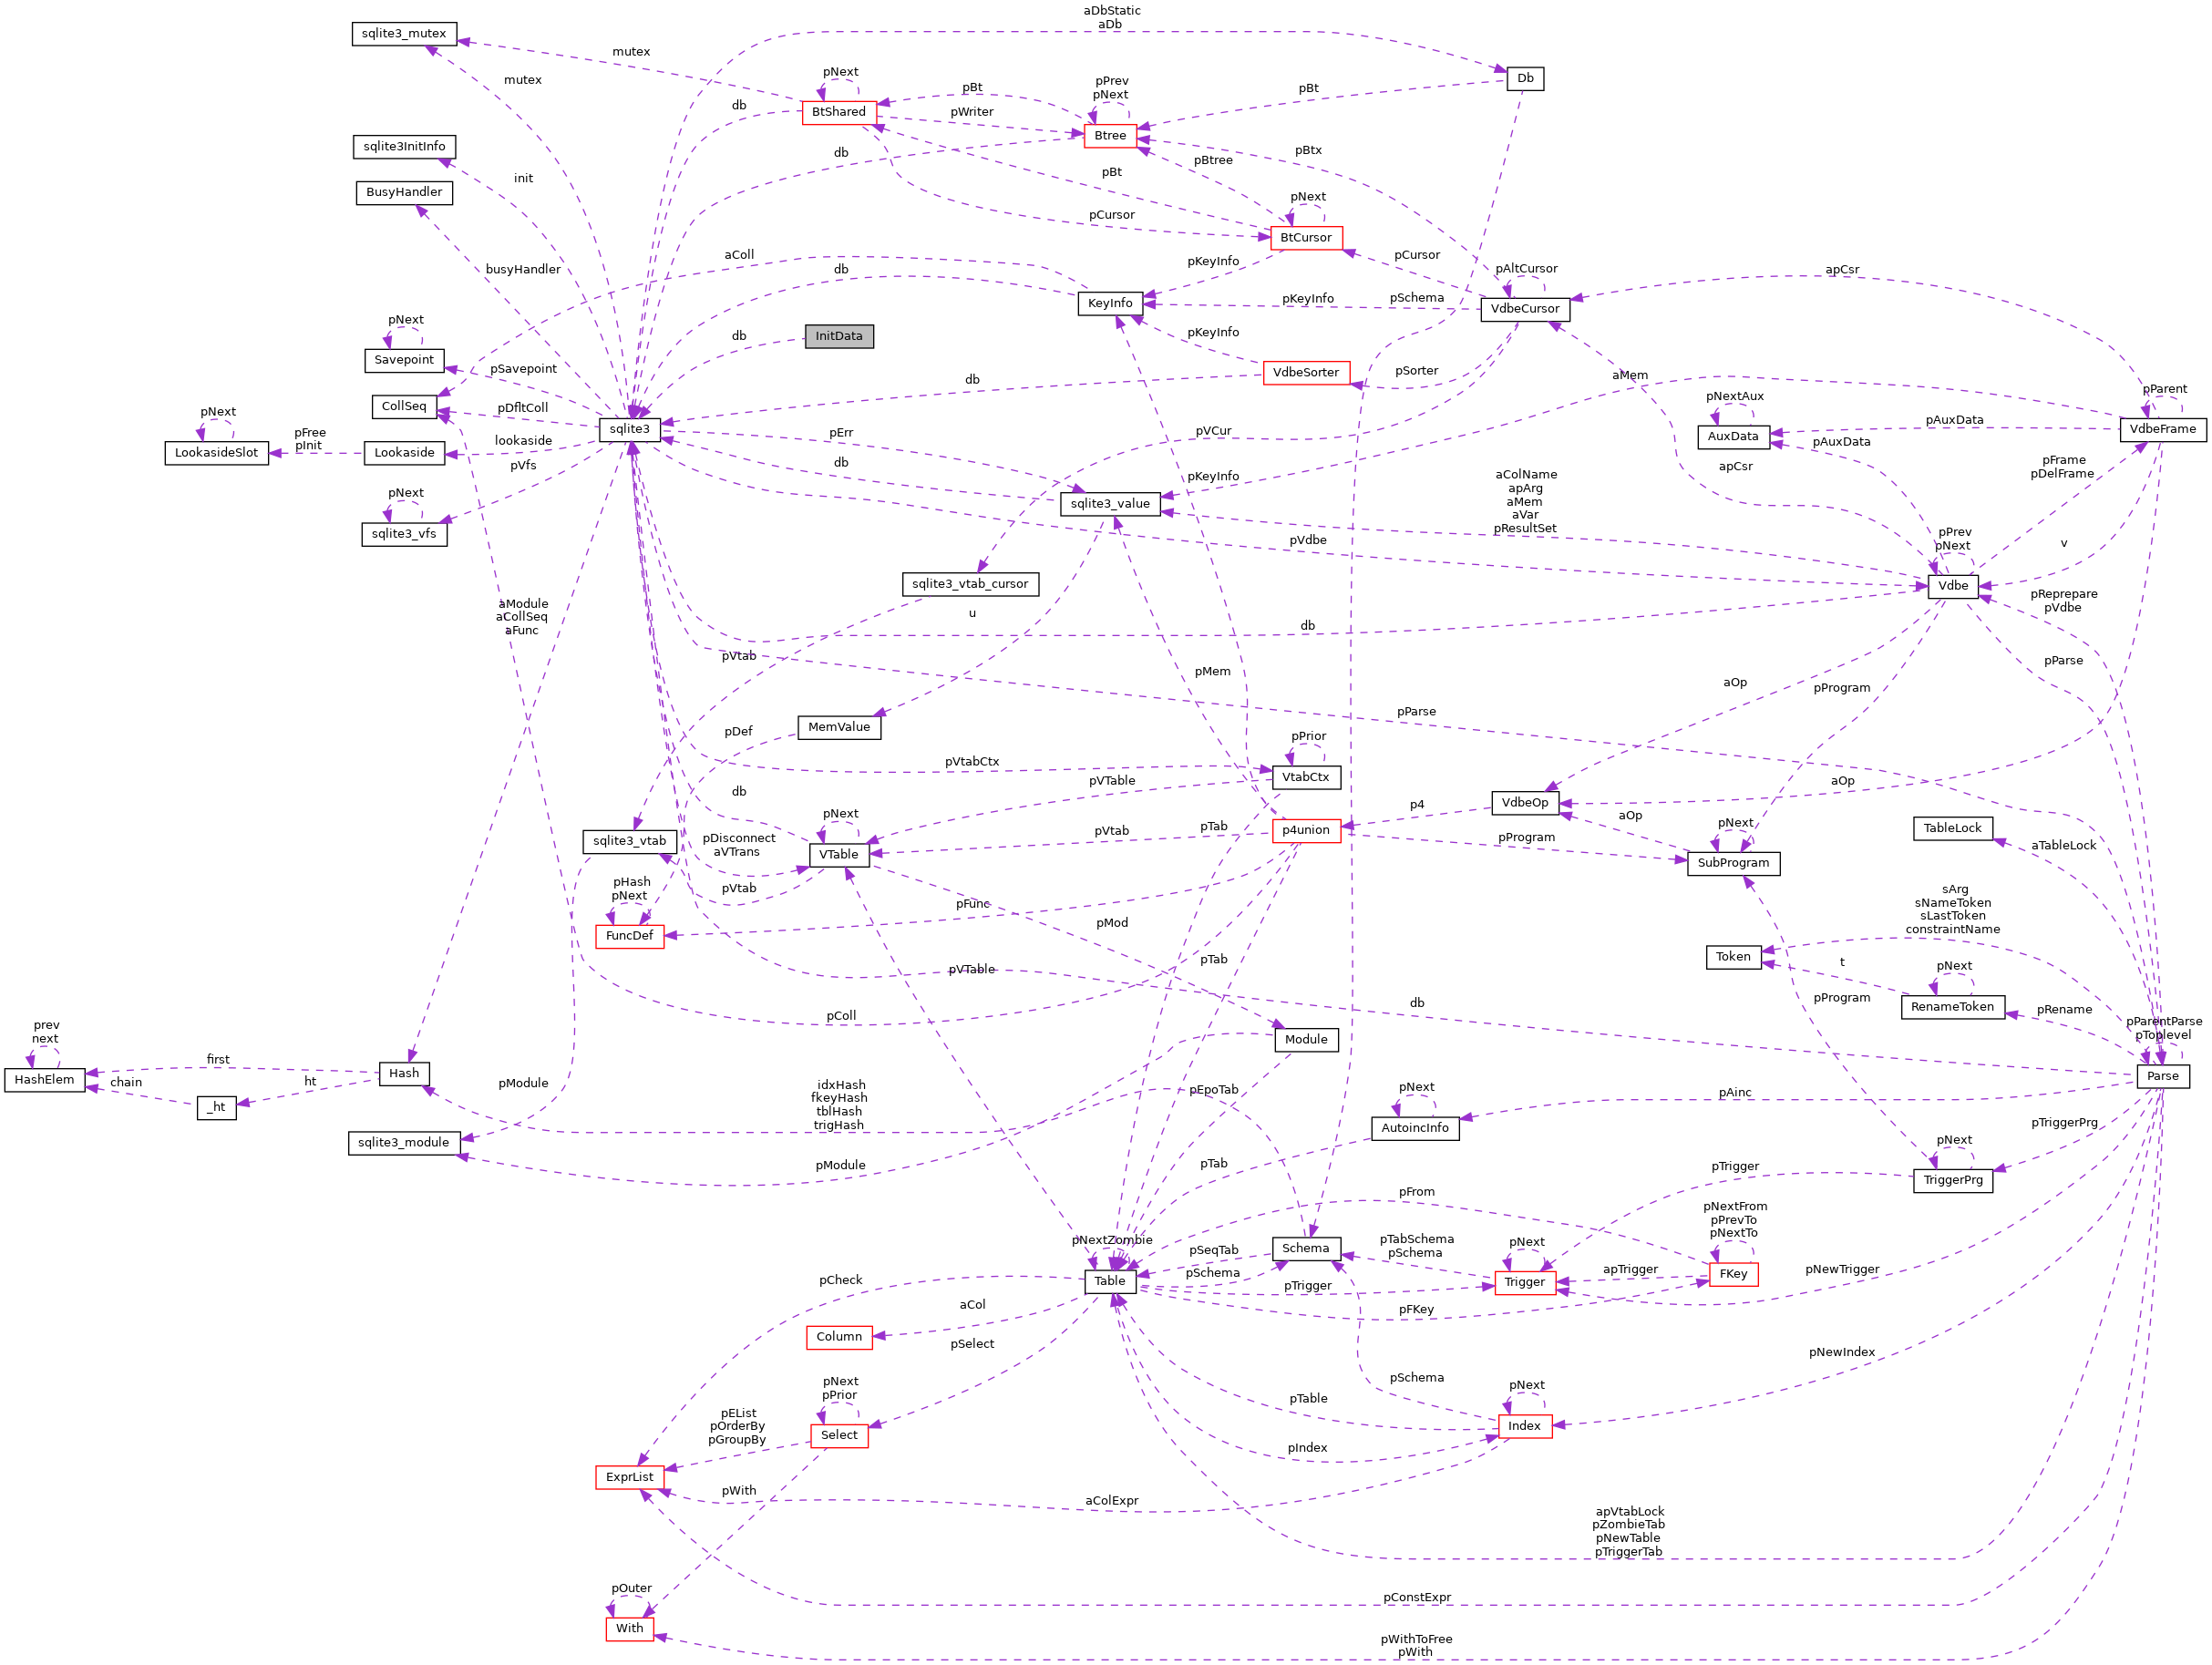 aDbStatic
aDb
sqlite3_mutex
mutex
pNext
pPrev
pNext
pBt
Db
mutex
pBt
db
BtShared
pWriter
Btree
sqlite3InitInfo
db
pBtx
pBtree
pBt
init
BusyHandler
pNext
pCursor
BtCursor
aColl
pCursor
busyHandler
db
pKeyInfo
pAltCursor
apCsr
KeyInfo
pKeyInfo
pSchema
VdbeCursor
pNext
db
InitData
pKeyInfo
Savepoint
pSavepoint
db
VdbeSorter
pSorter
aMem
pParent
pNextAux
CollSeq
pDfltColl
pNext
pFree
pInit
lookaside
sqlite3
pErr
pVCur
AuxData
pAuxData
VdbeFrame
pAuxData
LookasideSlot
Lookaside
pVfs
db
pKeyInfo
apCsr
pFrame
pDelFrame
pNext
sqlite3_value
aColName
apArg
aMem
aVar
pResultSet
sqlite3_vfs
pVdbe
pPrev
pNext
v
sqlite3_vtab_cursor
Vdbe
pReprepare
pVdbe
aModule
aCollSeq
aFunc
u
db
pVtab
pMem
pParse
aOp
pProgram
pParse
MemValue
pDef
pPrior
pVtabCtx
VtabCtx
pVTable
aOp
db
pNext
p4
VdbeOp
sqlite3_vtab
pDisconnect
aVTrans
VTable
pVtab
pTab
p4union
pProgram
aOp
pNext
SubProgram
TableLock
aTableLock
pHash
pNext
pVtab
pFunc
FuncDef
pMod
sArg
sNameToken
sLastToken
constraintName
Token
t
pNext
pVTable
pTab
RenameToken
pRename
pColl
db
pProgram
pParentParse
pToplevel
prev
next
Module
first
Hash
Parse
HashElem
chain
ht
_ht
pModule
idxHash
fkeyHash
tblHash
trigHash
pEpoTab
pNext
pAinc
AutoincInfo
sqlite3_module
pTriggerPrg
pNext
pModule
pTab
pTrigger
TriggerPrg
pFrom
pNextFrom
pPrevTo
pNextTo
pNextZombie
Schema
pTabSchema
pSchema
pNext
pSeqTab
pSchema
pCheck
Table
pTrigger
Trigger
apTrigger
FKey
pNewTrigger
aCol
pFKey
Column
pSelect
pNewIndex
pNext
pPrior
pSchema
pNext
pTable
pEList
pOrderBy
pGroupBy
Select
Index
pIndex
ExprList
pWith
aColExpr
apVtabLock
pZombieTab
pNewTable
pTriggerTab
pOuter
pConstExpr
With
pWithToFree
pWith